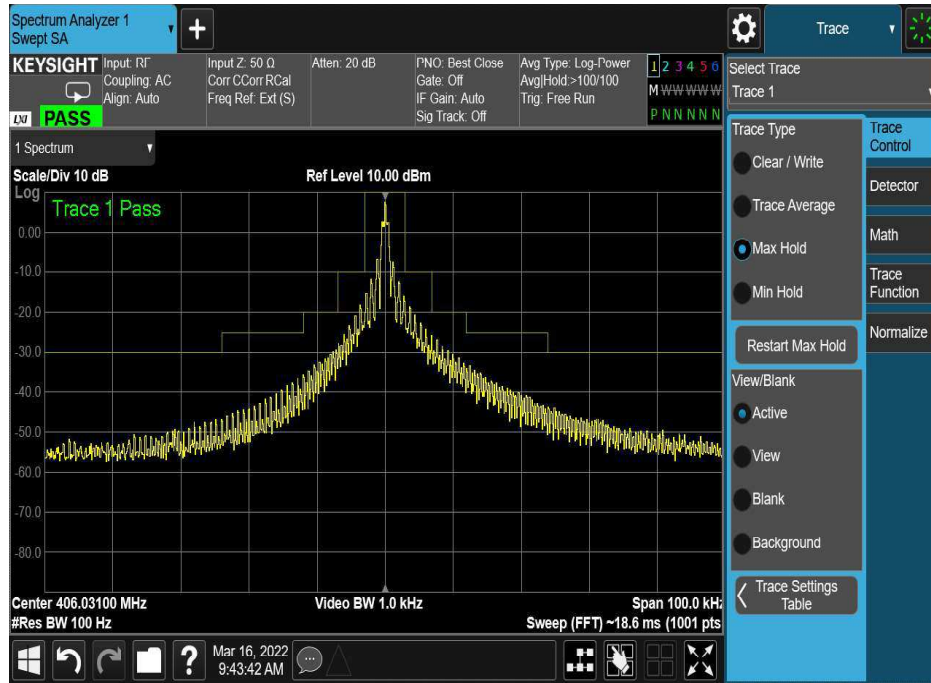 Spectrum Analyzer 1
Swept SA
+
Trace
KEYSIGHT
Input: RF
Coupling: AC
Align: Auto
Input Z: 50 Ω
Corr CCorr RCal
Freq Ref: Ext (S)
Atten: 20 dB
PNO: Best Close
Gate: Off
IF Gain: Auto
Sig Track: Off
Avg Type: Log-Power
Avg|Hold:>100/100
Trig: Free Run
1 2 3 4 5 6
M W W W W W
P N N N N N
LXI PASS
Select Trace
Trace 1
1 Spectrum
Scale/Div 10 dB
Ref Level 10.00 dBm
Log
Trace 1 Pass
0.00
-10.0
-20.0
-30.0
-40.0
-50.0
-60.0
-70.0
-80.0
Center 406.03100 MHz
Video BW 1.0 kHz
Span 100.0 kHz
#Res BW 100 Hz
Sweep (FFT) ~18.6 ms (1001 pts
Trace Type
Clear / Write
Trace Average
Max Hold
Min Hold
Restart Max Hold
View/Blank
Active
View
Blank
Background
Trace Settings
Table
Trace
Control
Detector
Math
Trace
Function
Normalize
?
Mar 16, 2022
9:43:42 AM